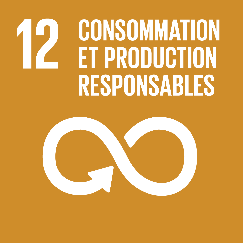 12 CONSOMMATION
ET PRODUCTION
RESPONSABLES